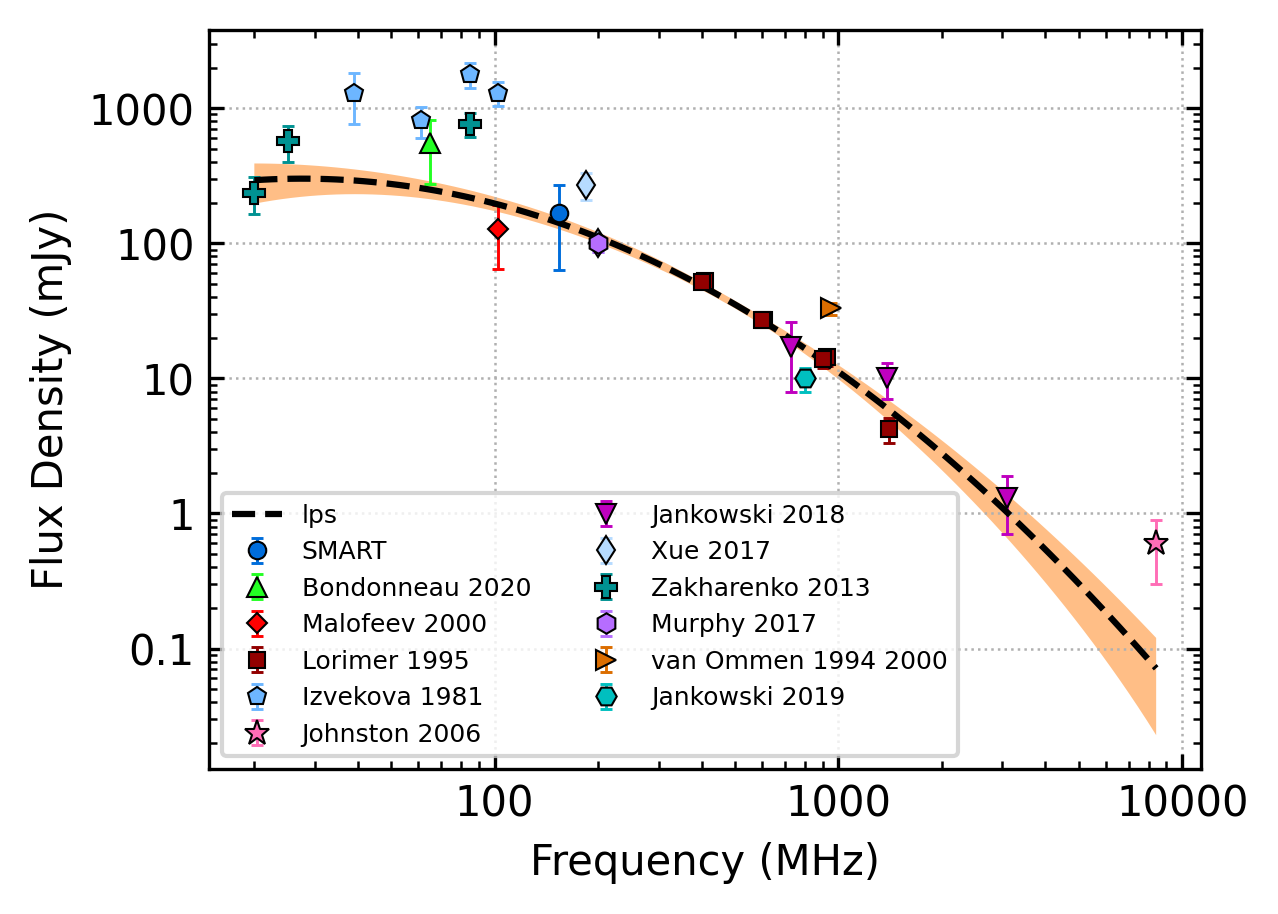 Flux Density (mJy)
1000
100
10
1
0.1
lps
SMART
Bondonneau 2020
Malofeev 2000
Lorimer 1995
Izvekova 1981
Johnston 2006
Jankowski 2018
Xue 2017
Zakharenko 2013
Murphy 2017
van Ommen 1994 2000
Jankowski 2019
100 1000 10000
Frequency (MHz)